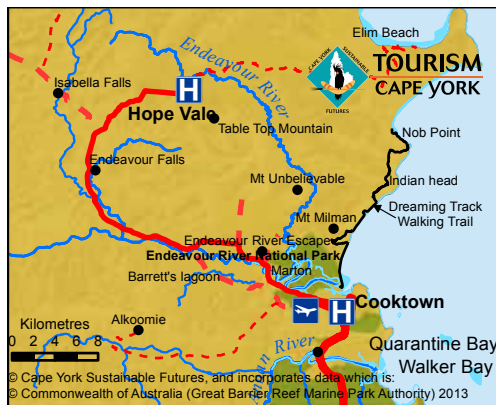 Elim Beach
CAPE YORK SUSTAINABLE
FUTURES
TOURISM
CAPE YORK
Endeavour River
Isabella Falls
H
Hope Vale
Table Top Mountain
Nob Point
Endeavour Falls
Mt Unbelievable
Indian head
Dreaming Track
Walking Trail
Mt Milman
Endeavour River Escape
Endeavour River National Park
Marton
Barrett's lagoon
H
Cooktown
Alkoomie
Kilometres
0 2 4 6 8
River
Quarantine Bay
Walker Bay
© Cape York Sustainable Futures, and incorporates data which is:
© Commonwealth of Australia (Great Barrier Reef Marine Park Authority) 2013